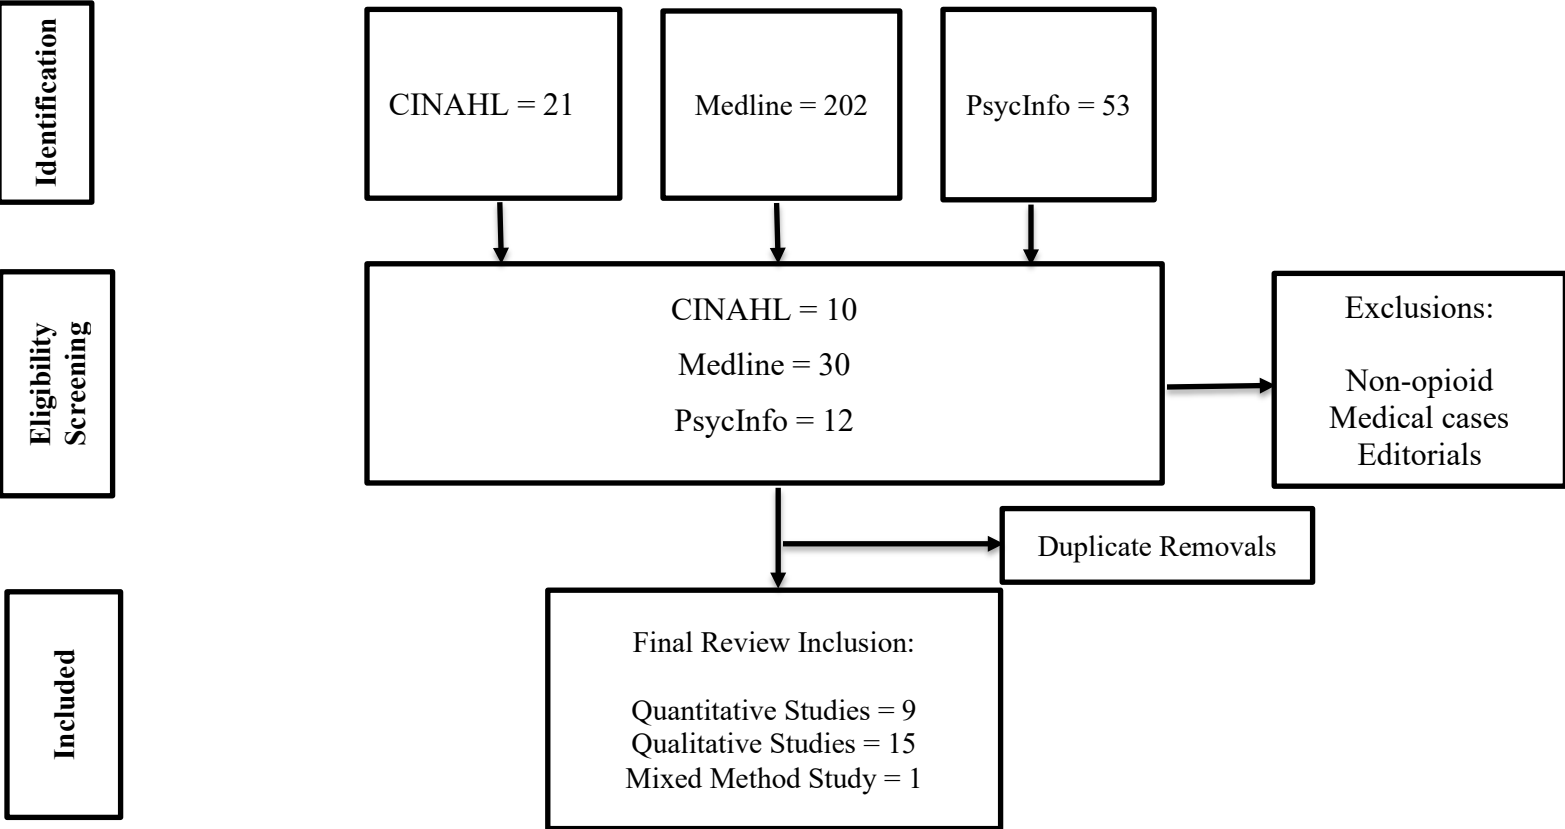 Identification
CINAHL = 21
Medline = 202
PsycInfo = 53
Eligibility
Screening
CINAHL = 10
Medline = 30
PsycInfo = 12
Exclusions:
Non-opioid
Medical cases
Editorials
Duplicate Removals
Included
Final Review Inclusion:
Quantitative Studies = 9
Qualitative Studies = 15
Mixed Method Study = 1